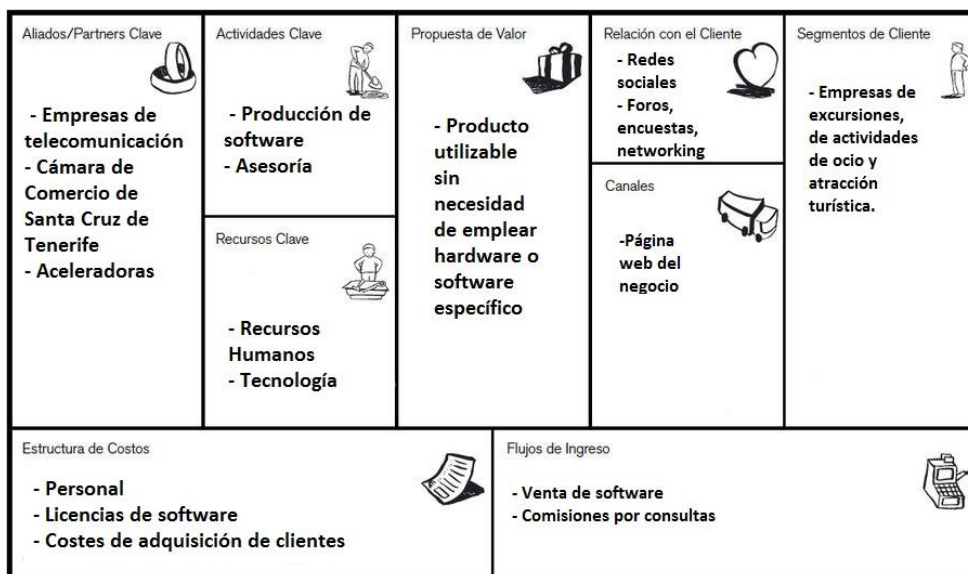 Aliados/Partners Clave
- Empresas de
telecomunicación
- Cámara de
Comercio de
Santa Cruz de
Tenerife
- Aceleradoras
Actividades Clave
- Producción de
software
- Asesoría
Recursos Clave
- Recursos
Humanos
- Tecnología
Propuesta de Valor
- Producto
utilizable
sin
necesidad
de emplear
hardware o
software
específico
Relación con el Cliente
- Redes
sociales
- Foros,
encuestas,
networking
Canales
-Página
web del
negocio
Segmentos de Cliente
- Empresas de
excursiones,
de actividades
de ocio y
atracción
turística.
Estructura de Costos
- Personal
- Licencias de software
- Costes de adquisición de clientes
Flujos de Ingreso
- Venta de software
- Comisiones por consultas